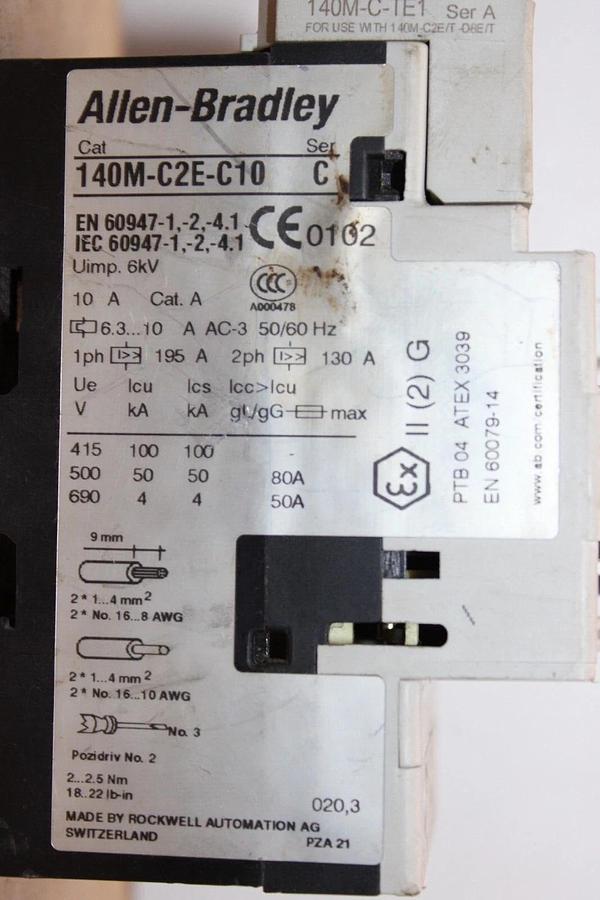 140M-C-TE1 Ser A
FOR USE WITH 140M-C2E/T -D8E/T
Allen-Bradley
Cat Ser
140M-C2E-C10 C
EN 60947-1,-2,-4.1
IEC 60947-1,-2,-4.1
CE 0102
Uimp. 6kV
CCC
A000478
10 A Cat. A
6.3...10 A AC-3 50/60 Hz
1ph I>> 195 A 2ph I>> 130 A
Ue Icu Ics Icc>Icu
V kA kA gL/gG max
415 100 100 -
500 50 50 80A
690 4 4 50A
Ex II (2) G
PTB 04 ATEX 3039
EN 60079-14
www.ab.com.certification
9 mm
2 * 1...4 mm²
2 * No. 16...8 AWG
2 * 1...4 mm²
2 * No. 16...10 AWG
No. 3
Pozidriv No. 2
2...2.5 Nm
18..22 lb-in
020,3
MADE BY ROCKWELL AUTOMATION AG
SWITZERLAND
PZA 21